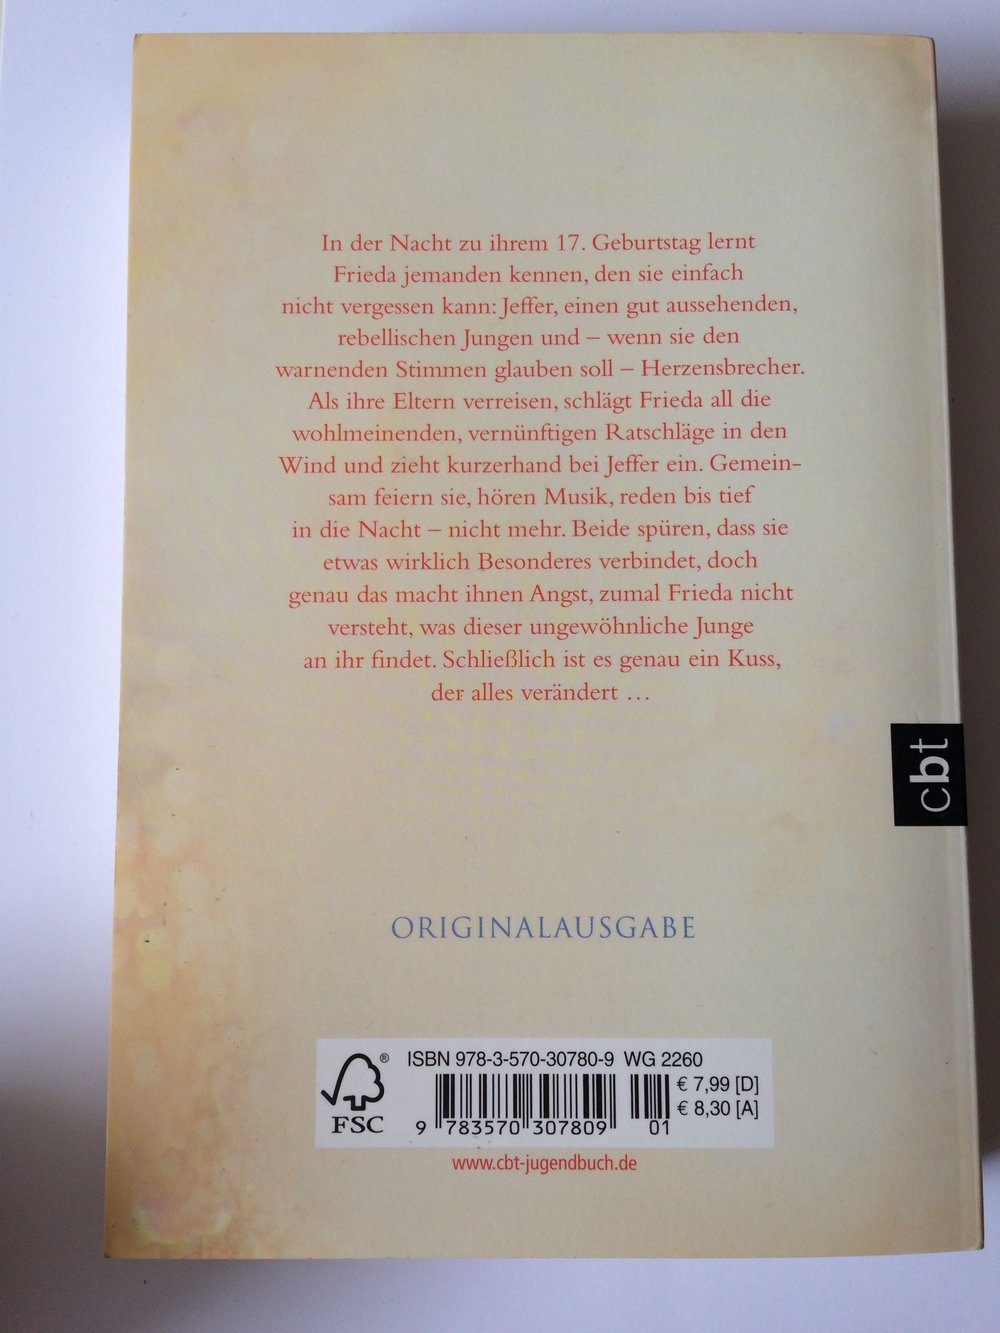 In der Nacht zu ihrem 17. Geburtstag lernt
Frieda jemanden kennen, den sie einfach
nicht vergessen kann: Jeffer, einen gut aussehenden,
rebellischen Jungen und – wenn sie den
warnenden Stimmen glauben soll – Herzensbrecher.
Als ihre Eltern verreisen, schlägt Frieda all die
wohlmeinenden, vernünftigen Ratschläge in den
Wind und zieht kurzerhand bei Jeffer ein. Gemein-
sam feiern sie, hören Musik, reden bis tief
in die Nacht – nicht mehr. Beide spüren, dass sie
etwas wirklich Besonderes verbindet, doch
genau das macht ihnen Angst, zumal Frieda nicht
versteht, was dieser ungewöhnliche Junge
an ihr findet. Schließlich ist es genau ein Kuss,
der alles verändert …
cbt
ORIGINALAUSGABE
®
FSC
ISBN 978-3-570-30780-9 WG 2260
€ 7,99 [D]
€ 8,30 [A]
9 783570 307809 01
www.cbt-jugendbuch.de